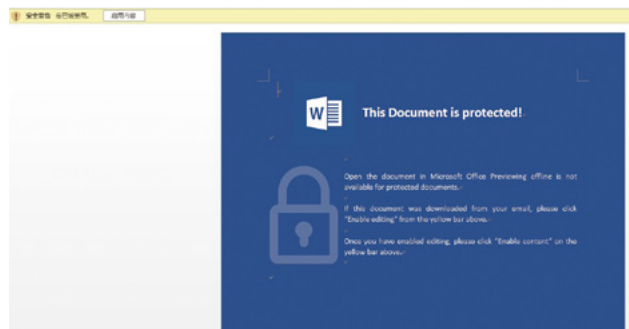 安全警告 宏已被禁用。 启用内容
W
This Document is protected!
Open the document in Microsoft Office Previewing offline is not
available for protected documents.
If this document was downloaded from your email, please click
"Enable editing" from the yellow bar above.
Once you have enabled editing, please click "Enable content" on the
yellow bar above.